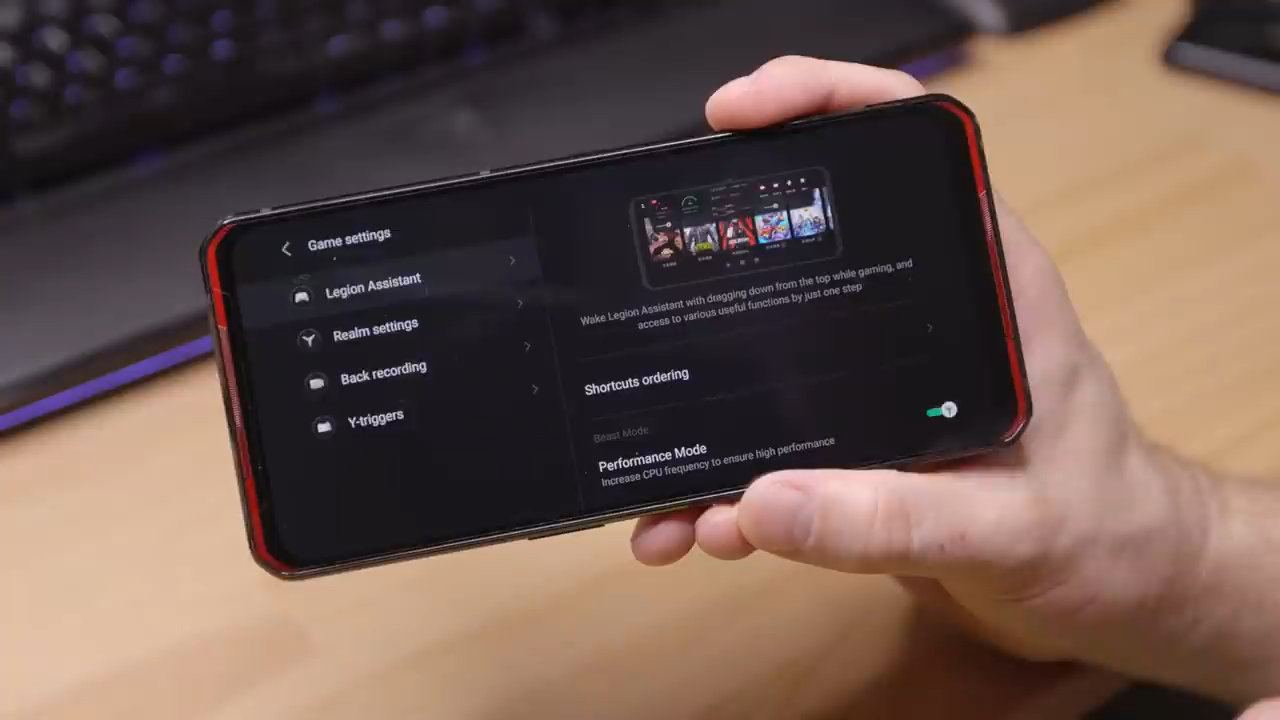 Game settings
Legion Assistant
Realm settings
Back recording
Y-triggers
Wake Legion Assistant with dragging down from the top while gaming, and
access to various useful functions by just one step
Shortcuts ordering
Beast Mode
Performance Mode
Increase CPU frequency to ensure high performance